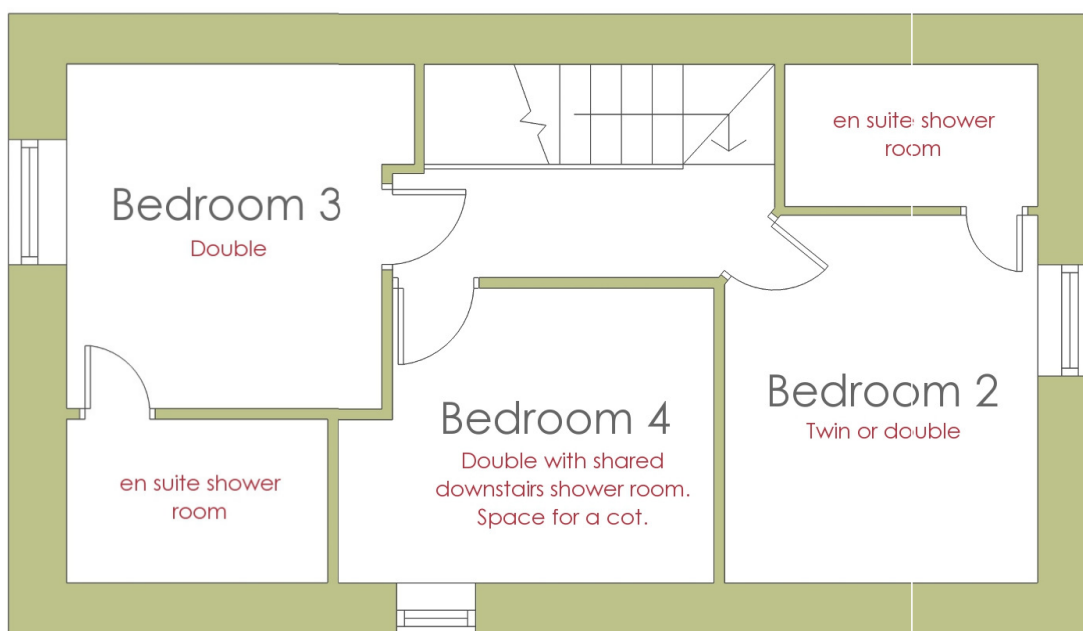 en suite shower
room
Bedroom 3
Double
Bedroom 2
Twin or double
Bedroom 4
Double with shared
downstairs shower room.
Space for a cot.
en suite shower
room